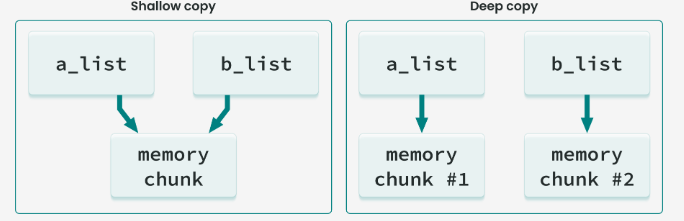 Shallow copy
a_list
b_list
memory
chunk
Deep copy
a_list
b_list
memory
chunk #1
memory
chunk #2